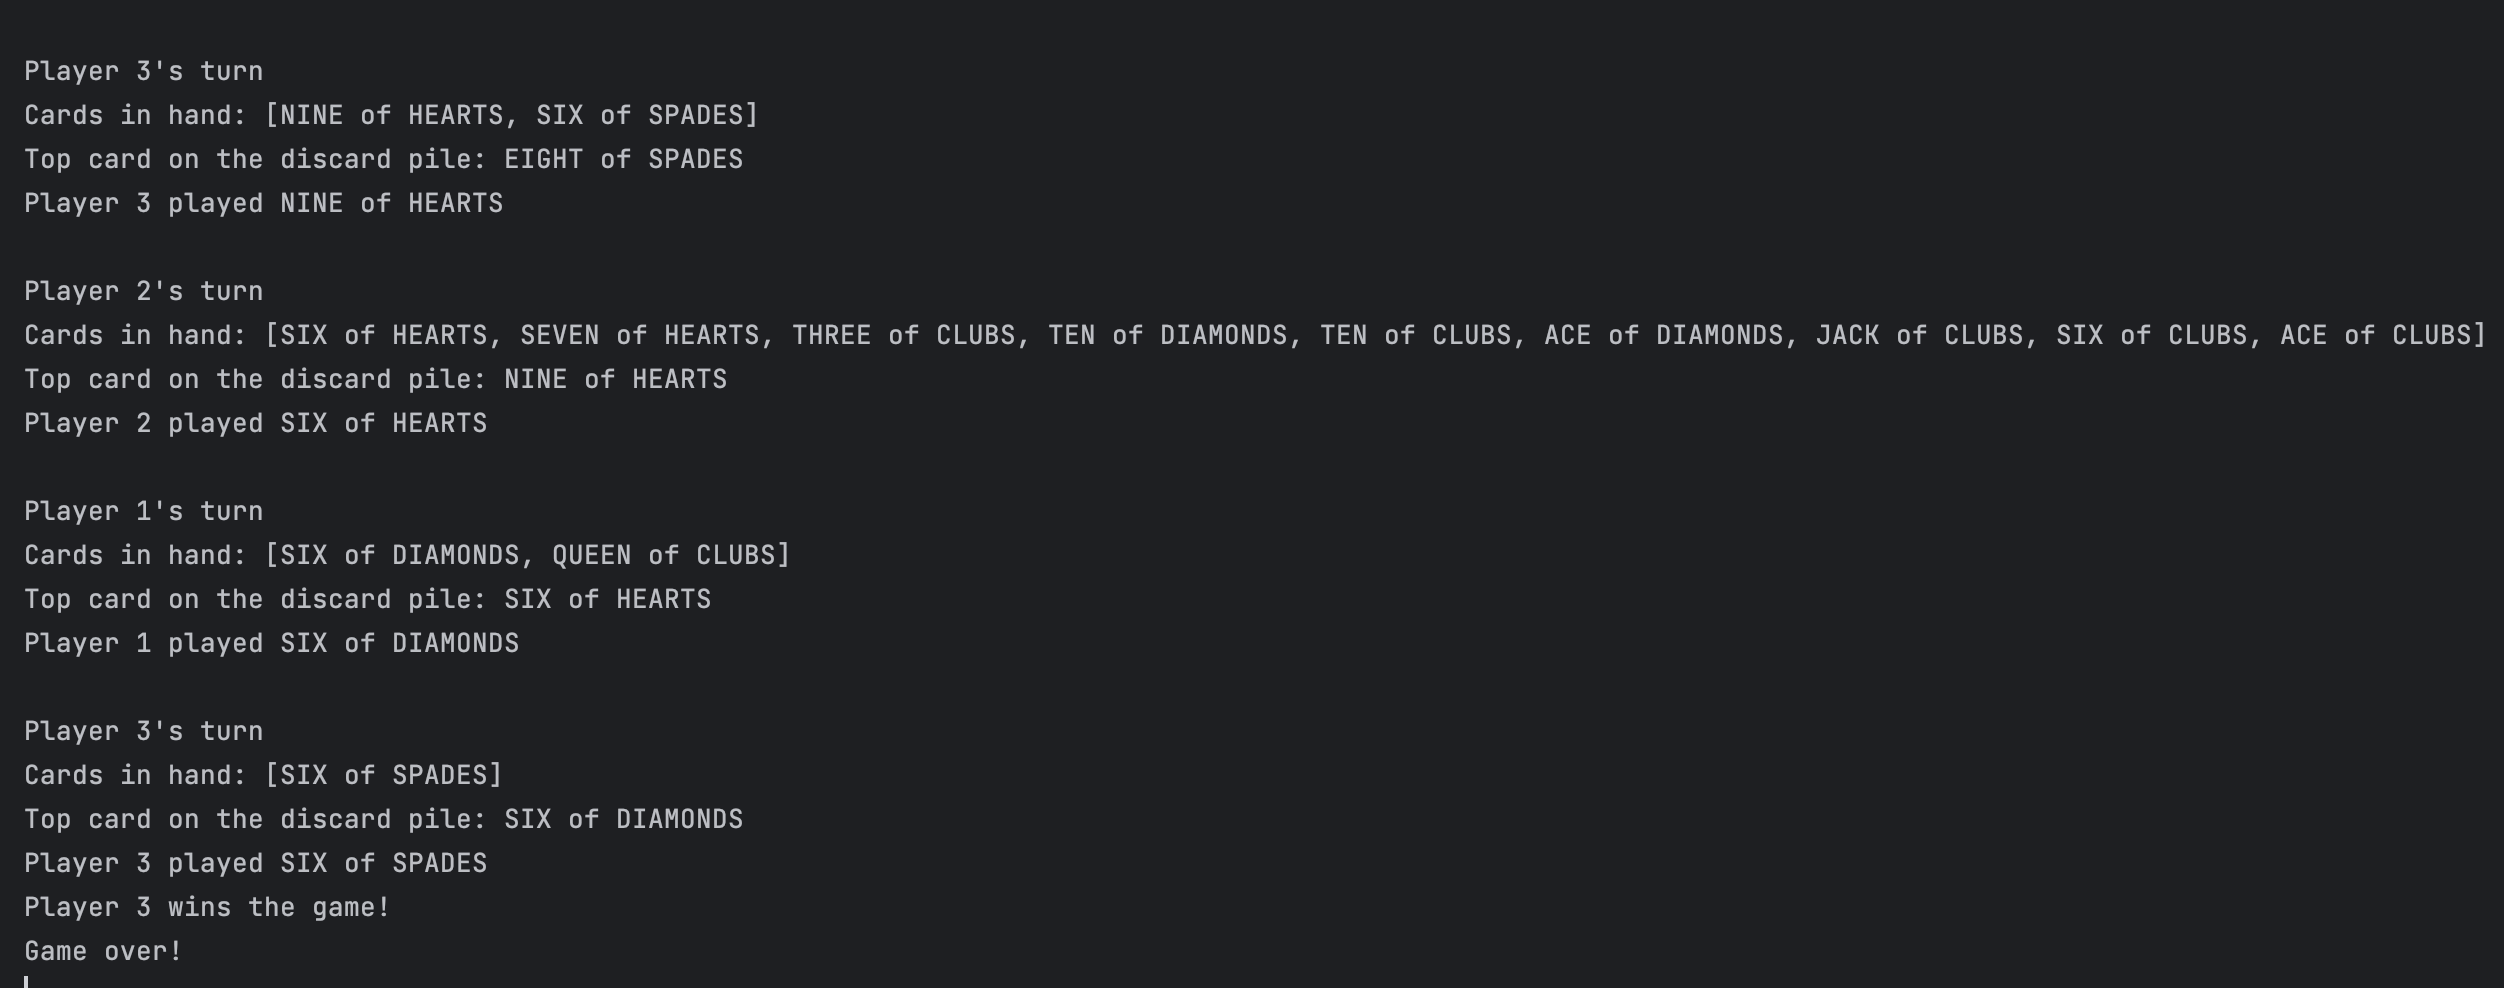 Player 3's turn
Cards in hand: [NINE of HEARTS, SIX of SPADES]
Top card on the discard pile: EIGHT of SPADES
Player 3 played NINE of HEARTS
Player 2's turn
Cards in hand: [SIX of HEARTS, SEVEN of HEARTS, THREE of CLUBS, TEN of DIAMONDS, TEN of CLUBS, ACE of DIAMONDS, JACK of CLUBS, SIX of CLUBS, ACE of CLUBS]
Top card on the discard pile: NINE of HEARTS
Player 2 played SIX of HEARTS
Player 1's turn
Cards in hand: [SIX of DIAMONDS, QUEEN of CLUBS]
Top card on the discard pile: SIX of HEARTS
Player 1 played SIX of DIAMONDS
Player 3's turn
Cards in hand: [SIX of SPADES]
Top card on the discard pile: SIX of DIAMONDS
Player 3 played SIX of SPADES
Player 3 wins the game!
Game over!